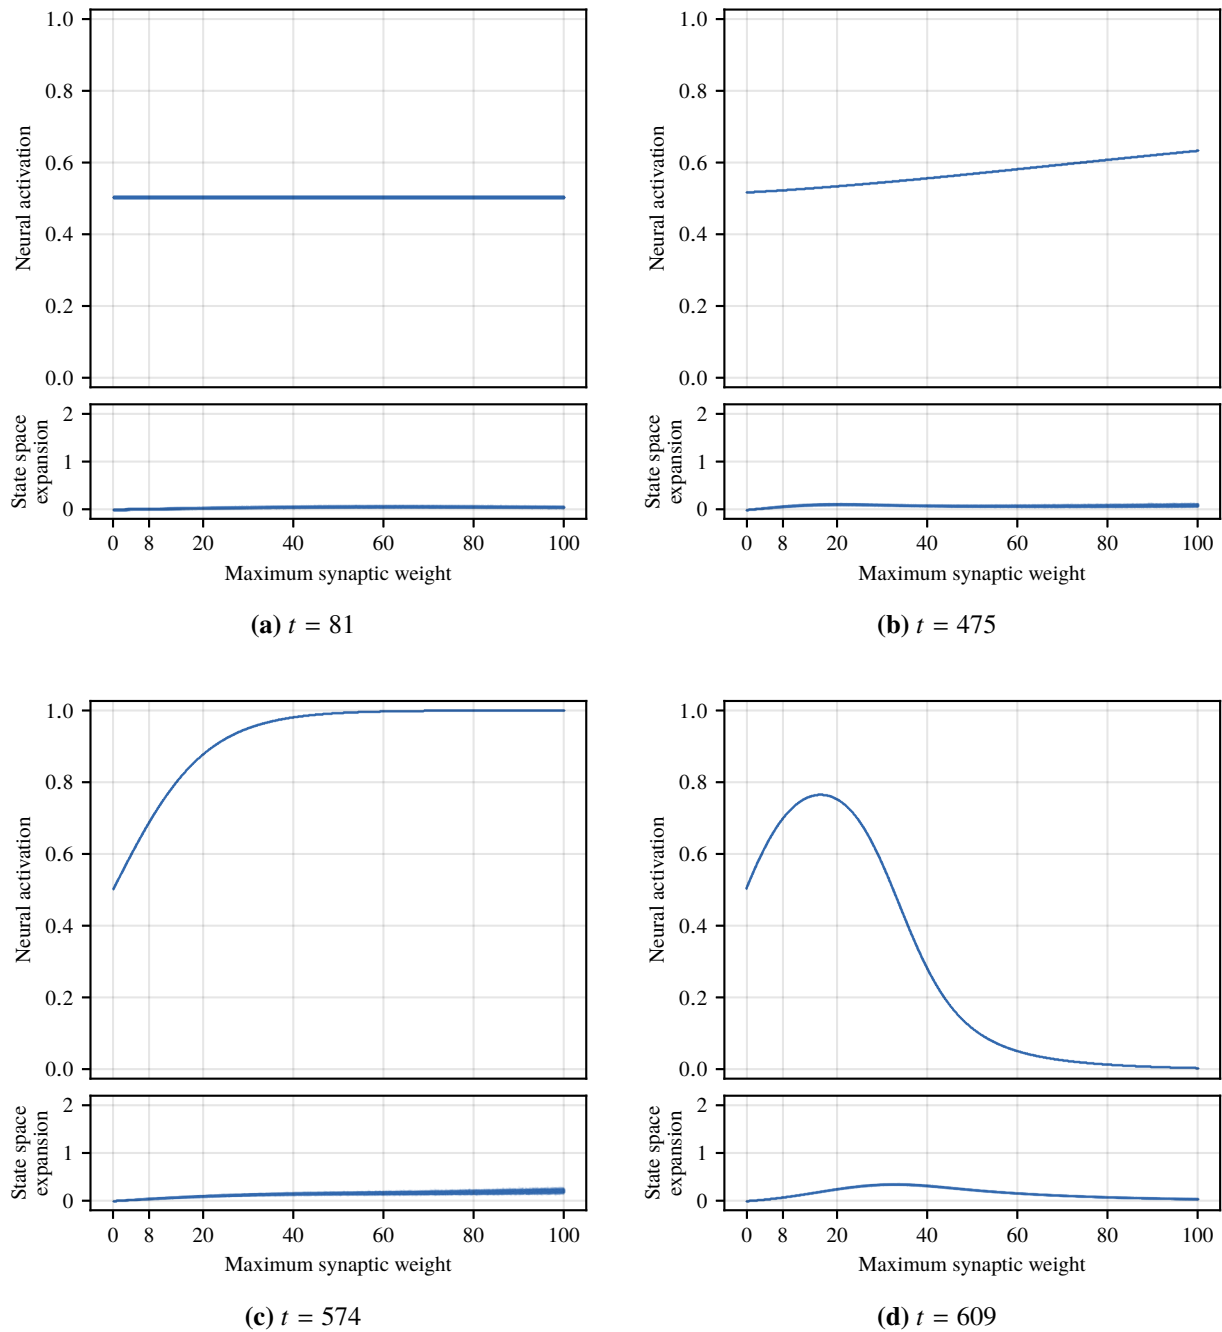 1.0
0.8
0.6
0.4
0.2
0.0
Neural activation
2
1
0
State space
expansion
0 8 20 40 60 80 100
Maximum synaptic weight
(a) t = 81
1.0
0.8
0.6
0.4
0.2
0.0
Neural activation
2
1
0
State space
expansion
0 8 20 40 60 80 100
Maximum synaptic weight
(b) t = 475
1.0
0.8
0.6
0.4
0.2
0.0
Neural activation
2
1
0
State space
expansion
0 8 20 40 60 80 100
Maximum synaptic weight
(c) t = 574
1.0
0.8
0.6
0.4
0.2
0.0
Neural activation
2
1
0
State space
expansion
0 8 20 40 60 80 100
Maximum synaptic weight
(d) t = 609